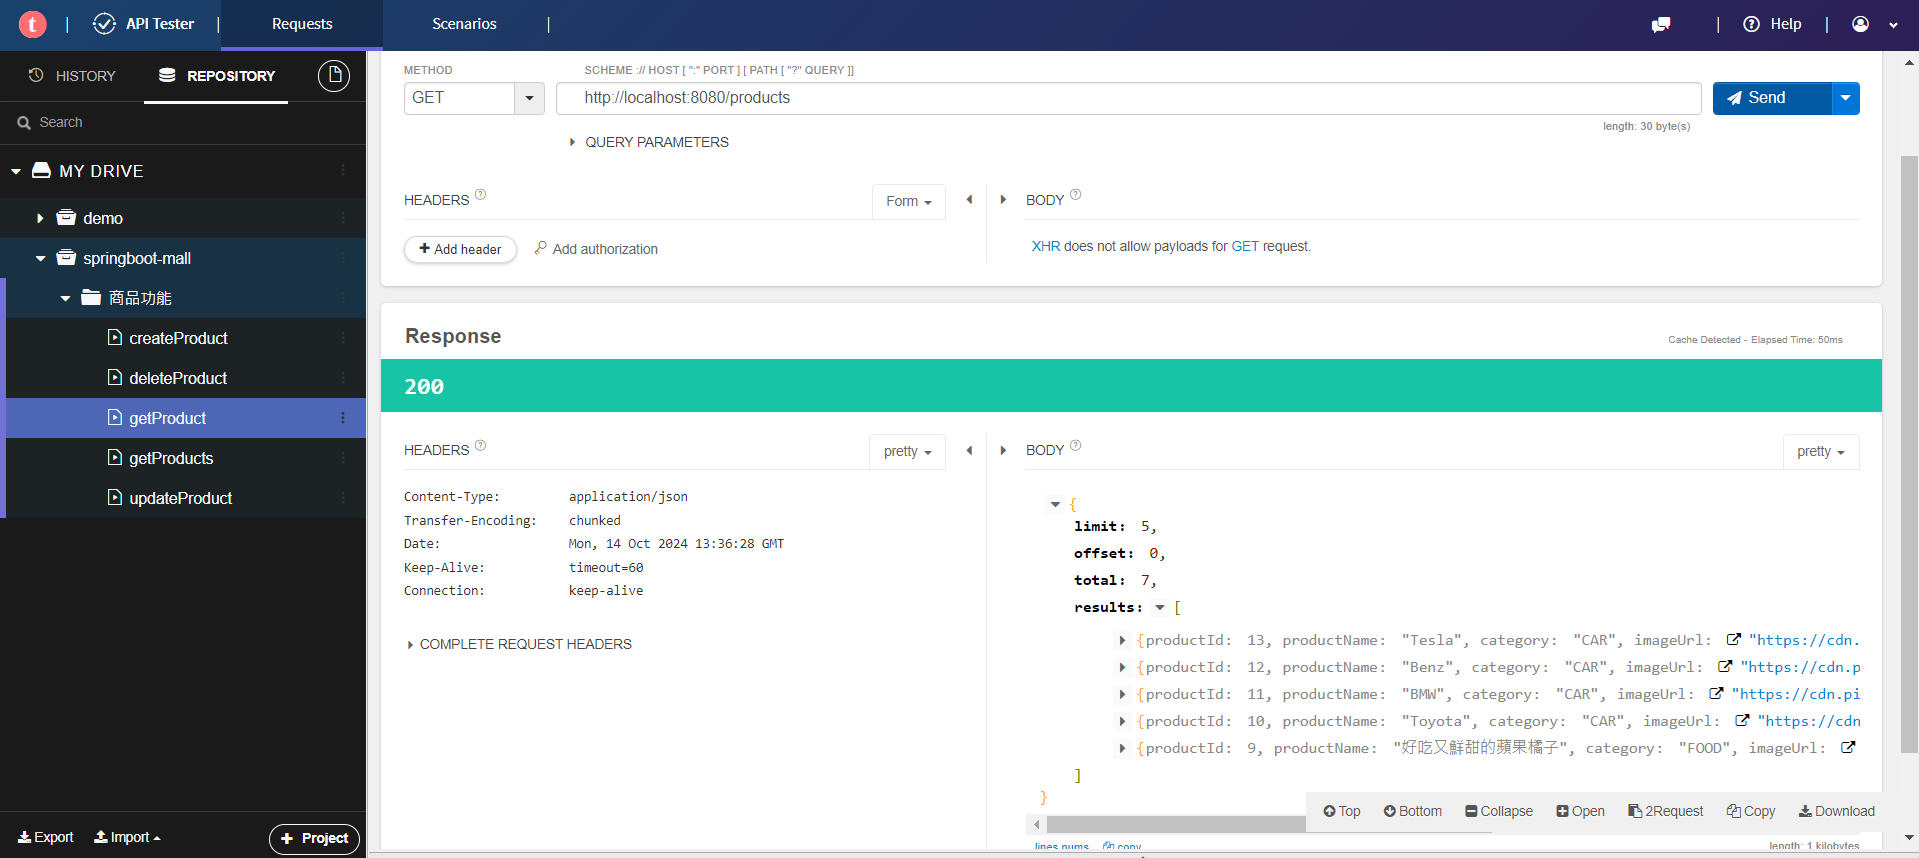 t | API Tester | Requests Scenarios | | Help |
HISTORY REPOSITORY
Search
MY DRIVE
demo
springboot-mall
商品功能
createProduct
deleteProduct
getProduct
getProducts
updateProduct
Export Import + Project
METHOD SCHEME :// HOST [ ":" PORT ] [ PATH [ "?" QUERY ]]
GET http://localhost:8080/products Send
length: 30 byte(s)
QUERY PARAMETERS
HEADERS ? Form BODY ?
+ Add header Add authorization XHR does not allow payloads for GET request.
Response Cache Detected - Elapsed Time: 50ms
200
HEADERS ? pretty BODY ? pretty
Content-Type: application/json
Transfer-Encoding: chunked
Date: Mon, 14 Oct 2024 13:36:28 GMT
Keep-Alive: timeout=60
Connection: keep-alive
COMPLETE REQUEST HEADERS
{
limit: 5,
offset: 0,
total: 7,
results: [
{productId: 13, productName: "Tesla", category: "CAR", imageUrl: "https://cdn.
{productId: 12, productName: "Benz", category: "CAR", imageUrl: "https://cdn.p
{productId: 11, productName: "BMW", category: "CAR", imageUrl: "https://cdn.pi
{productId: 10, productName: "Toyota", category: "CAR", imageUrl: "https://cdn
{productId: 9, productName: "好吃又鮮甜的蘋果橘子", category: "FOOD", imageUrl:
]
}
Top Bottom Collapse Open 2Request Copy Download
lines nums copy length: 1 kilobytes